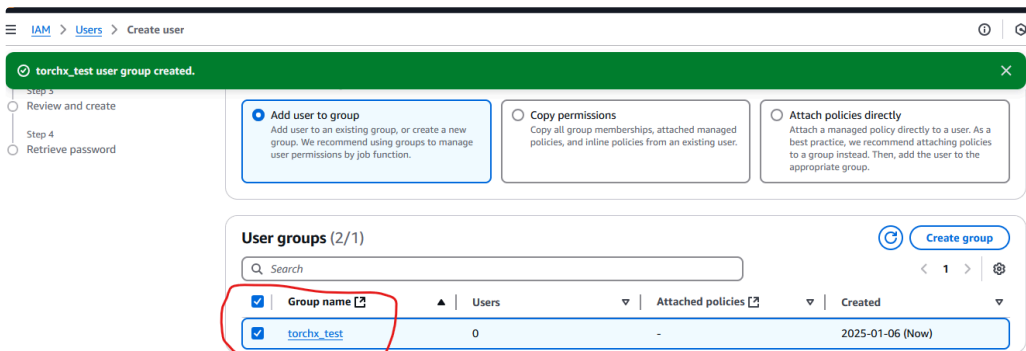 IAM > Users > Create user
torchx_test user group created.
Step 3
Review and create
Step 4
Retrieve password
Add user to group
Add user to an existing group, or create a new
group. We recommend using groups to manage
user permissions by job function.
Copy permissions
Copy all group memberships, attached managed
policies, and inline policies from an existing user.
Attach policies directly
Attach a managed policy directly to a user. As a
best practice, we recommend attaching policies
to a group instead. Then, add the user to the
appropriate group.
User groups (2/1)
Create group
Search
< 1 >
Group name Users Attached policies Created
torchx_test 0 - 2025-01-06 (Now)